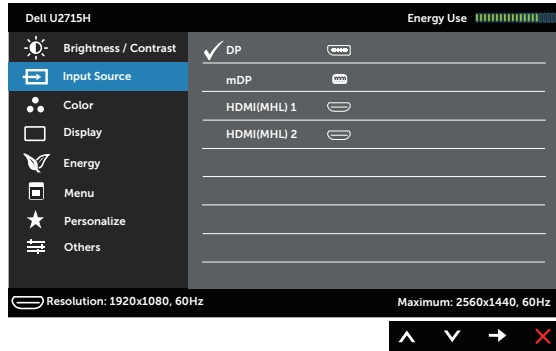 Dell U2715H Energy Use
Brightness / Contrast
Input Source
Color
Display
Energy
Menu
Personalize
Others
DP
mDP
HDMI(MHL) 1
HDMI(MHL) 2
Resolution: 1920x1080, 60Hz Maximum: 2560x1440, 60Hz